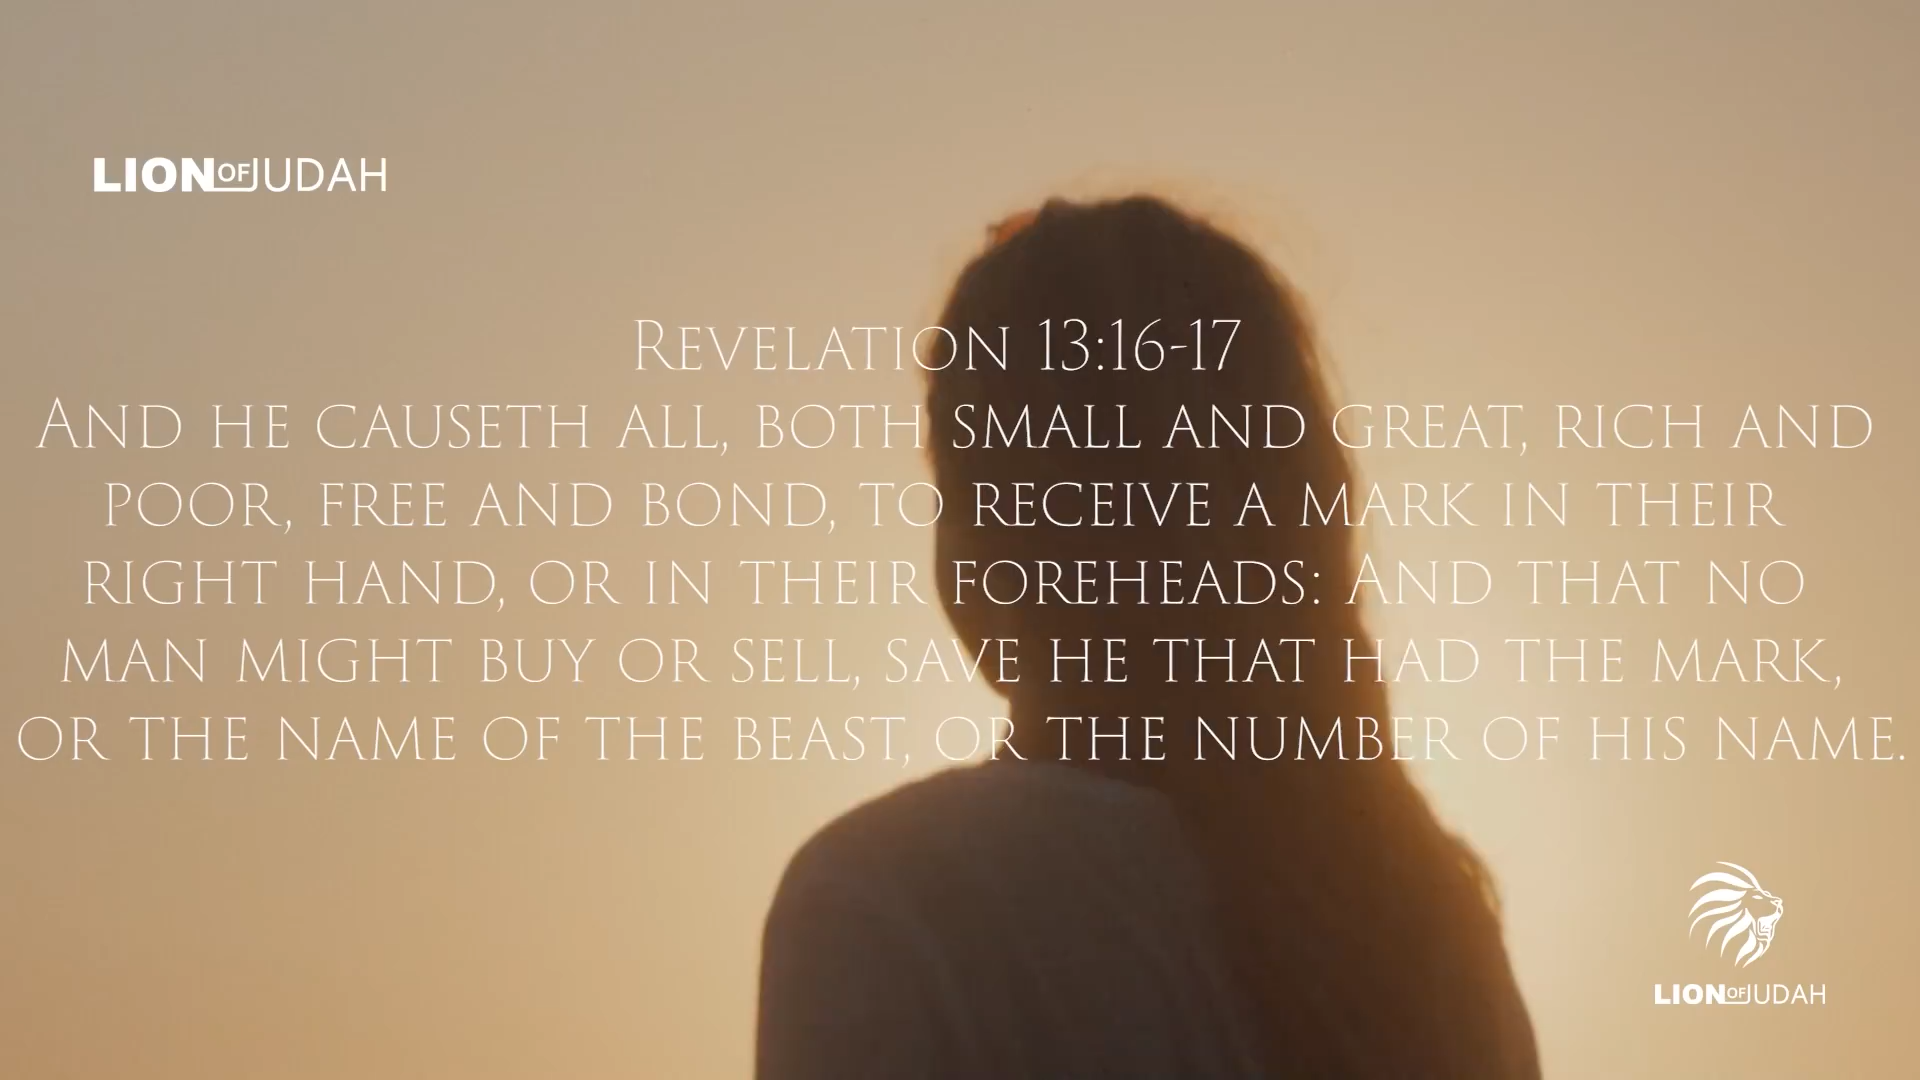 LION OF JUDAH
REVELATION 13:16-17
AND HE CAUSETH ALL, BOTH SMALL AND GREAT, RICH AND
POOR, FREE AND BOND, TO RECEIVE A MARK IN THEIR
RIGHT HAND, OR IN THEIR FOREHEADS: AND THAT NO
MAN MIGHT BUY OR SELL, SAVE HE THAT HAD THE MARK,
OR THE NAME OF THE BEAST, OR THE NUMBER OF HIS NAME.
LION OF JUDAH